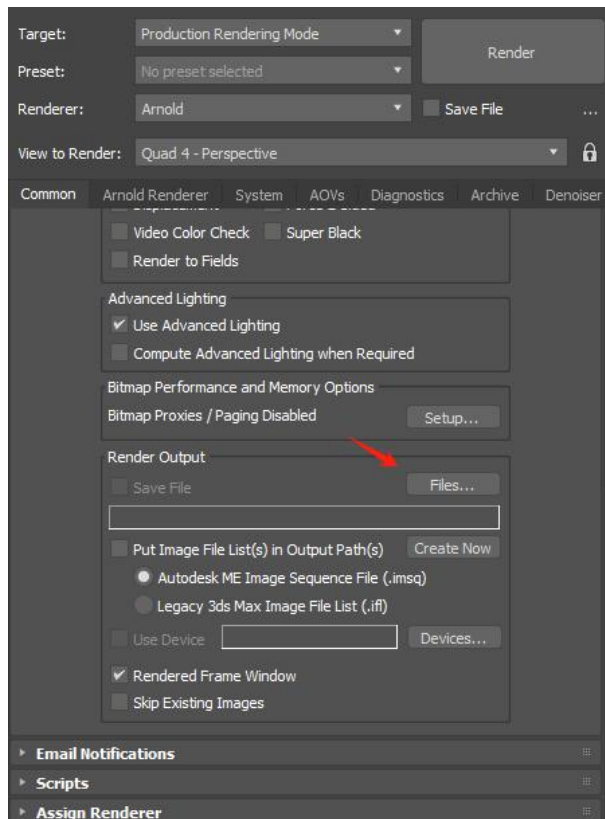 Target: Production Rendering Mode
Render
Preset: No preset selected
Renderer: Arnold
Save File ...
View to Render: Quad 4 - Perspective
Common Arnold Renderer System AOVs Diagnostics Archive Denoiser
Video Color Check Super Black
Render to Fields
Advanced Lighting
Use Advanced Lighting
Compute Advanced Lighting when Required
Bitmap Performance and Memory Options
Bitmap Proxies / Paging Disabled Setup...
Render Output
Save File Files...
Put Image File List(s) in Output Path(s) Create Now
Autodesk ME Image Sequence File (.imsq)
Legacy 3ds Max Image File List (.ifl)
Use Device Devices...
Rendered Frame Window
Skip Existing Images
Email Notifications
Scripts
Assign Renderer